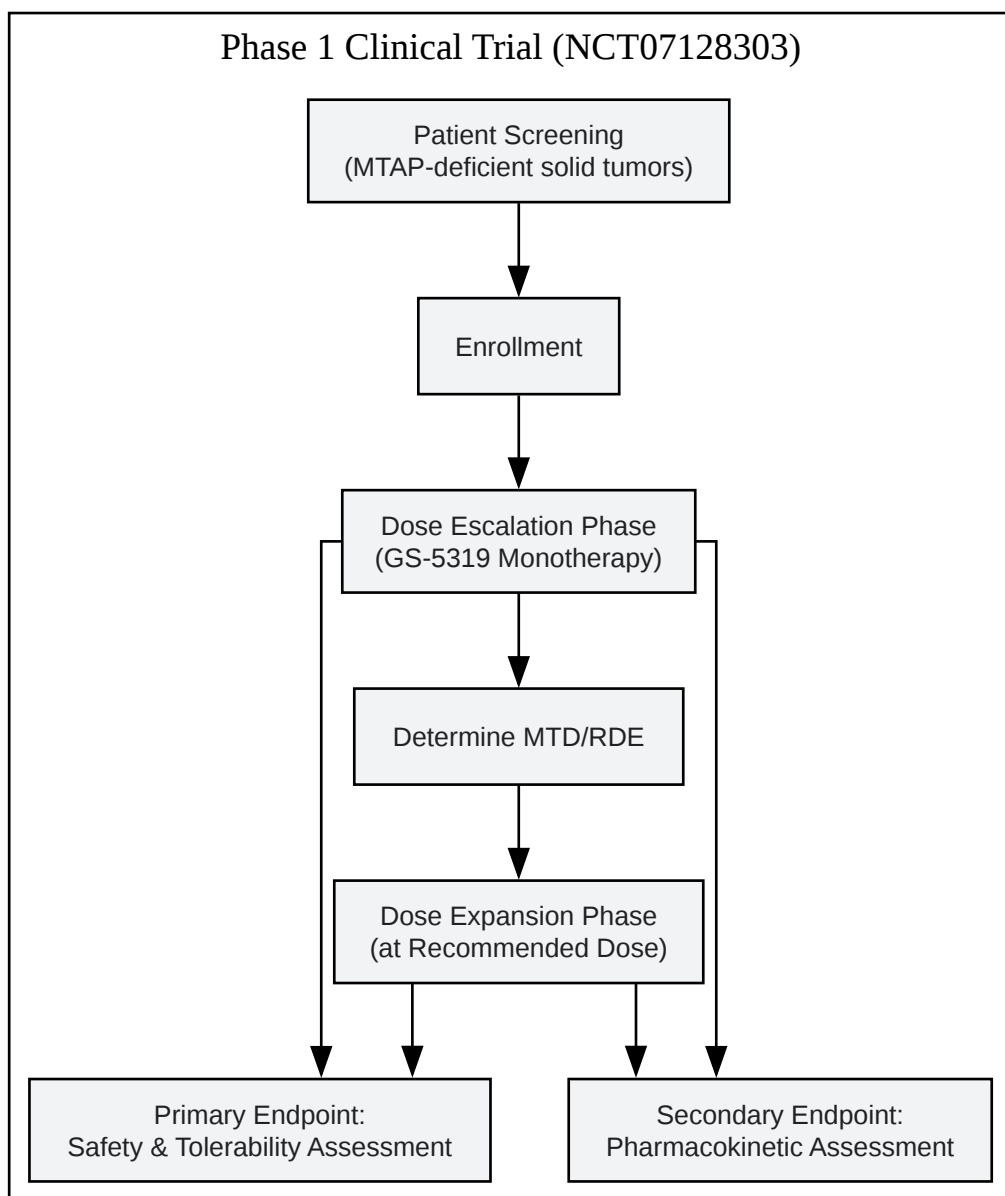 Phase 1 Clinical Trial (NCT07128303)
Patient Screening
(MTAP-deficient solid tumors)
Enrollment
Dose Escalation Phase
(GS-5319 Monotherapy)
Determine MTD/RDE
Dose Expansion Phase
(at Recommended Dose)
Primary Endpoint:
Safety & Tolerability Assessment
Secondary Endpoint:
Pharmacokinetic Assessment